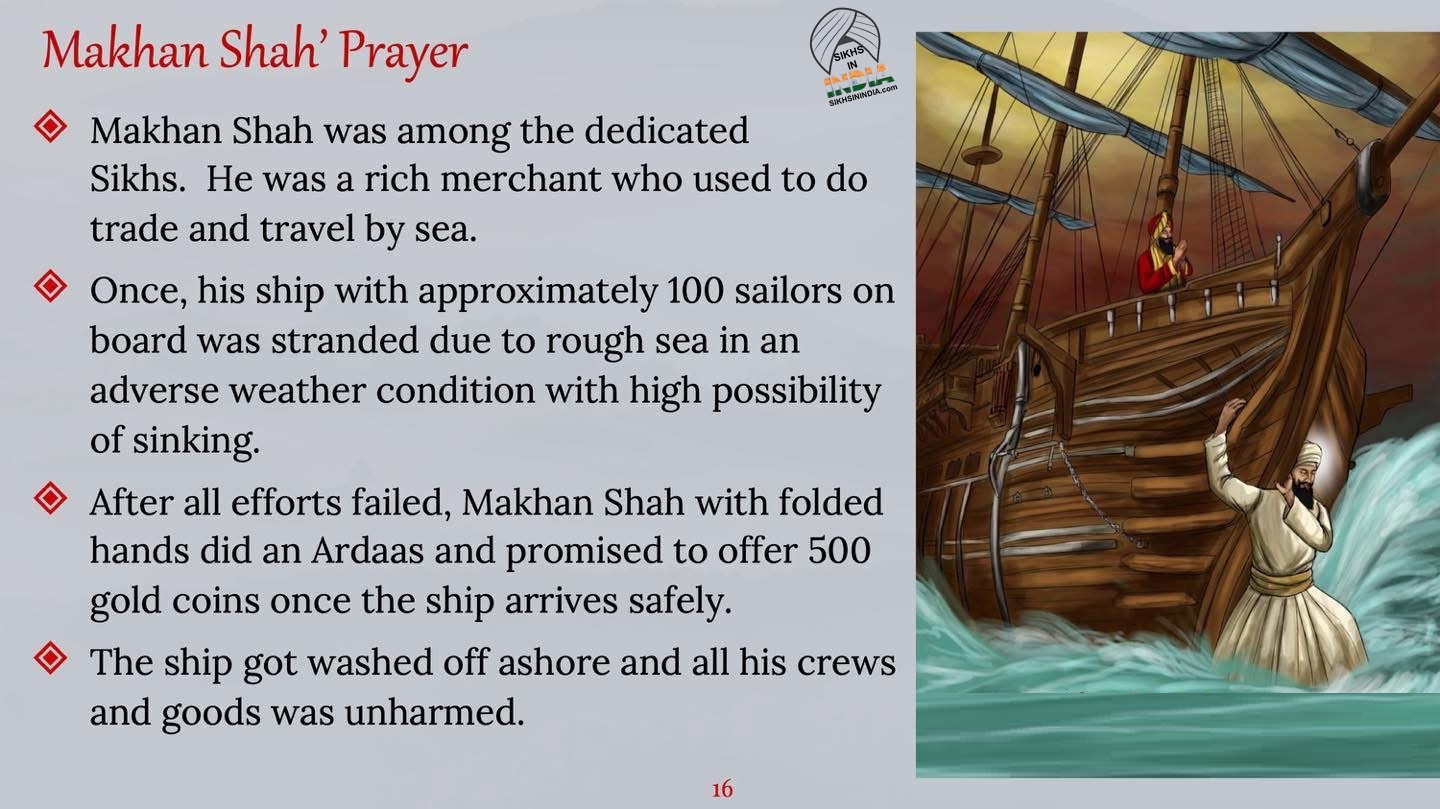 Makhan Shah’ Prayer
SIKHS
IN
INDIA
SIKHSININDIA.com
Makhan Shah was among the dedicated
Sikhs.  He was a rich merchant who used to do
trade and travel by sea.
Once, his ship with approximately 100 sailors on
board was stranded due to rough sea in an
adverse weather condition with high possibility
of sinking.
After all efforts failed, Makhan Shah with folded
hands did an Ardaas and promised to offer 500
gold coins once the ship arrives safely.
The ship got washed off ashore and all his crews
and goods was unharmed.
16